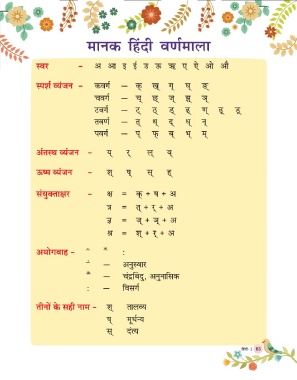 मानक हिंदी वर्णमाला
स्वर – अ आ इ ई उ ऊ ऋ ए ऐ ओ औ
स्पर्श व्यंजन – कवर्ग – क् ख् ग् घ् ङ्
चवर्ग – च् छ् ज् झ् ञ्
टवर्ग – ट् ठ् ड् ढ् ण् ड़् ढ़्
तवर्ग – त् थ् द् ध् न्
पवर्ग – प् फ् ब् भ् म्
अंतस्थ व्यंजन – य् र् ल् व्
ऊष्म व्यंजन – श् ष् स् ह्
संयुक्ताक्षर – क्ष = क् + ष् + अ
त्र = त् + र् + अ
ज्ञ = ज् + ञ् + अ
श्र = श् + र् + अ
अयोगवाह – ं ँ :
ं – अनुस्वार
ँ – चंद्रबिंदु, अनुनासिक
: – विसर्ग
तीनों के सही नाम – श् तालव्य
ष् मूर्धन्य
स् दंत्य